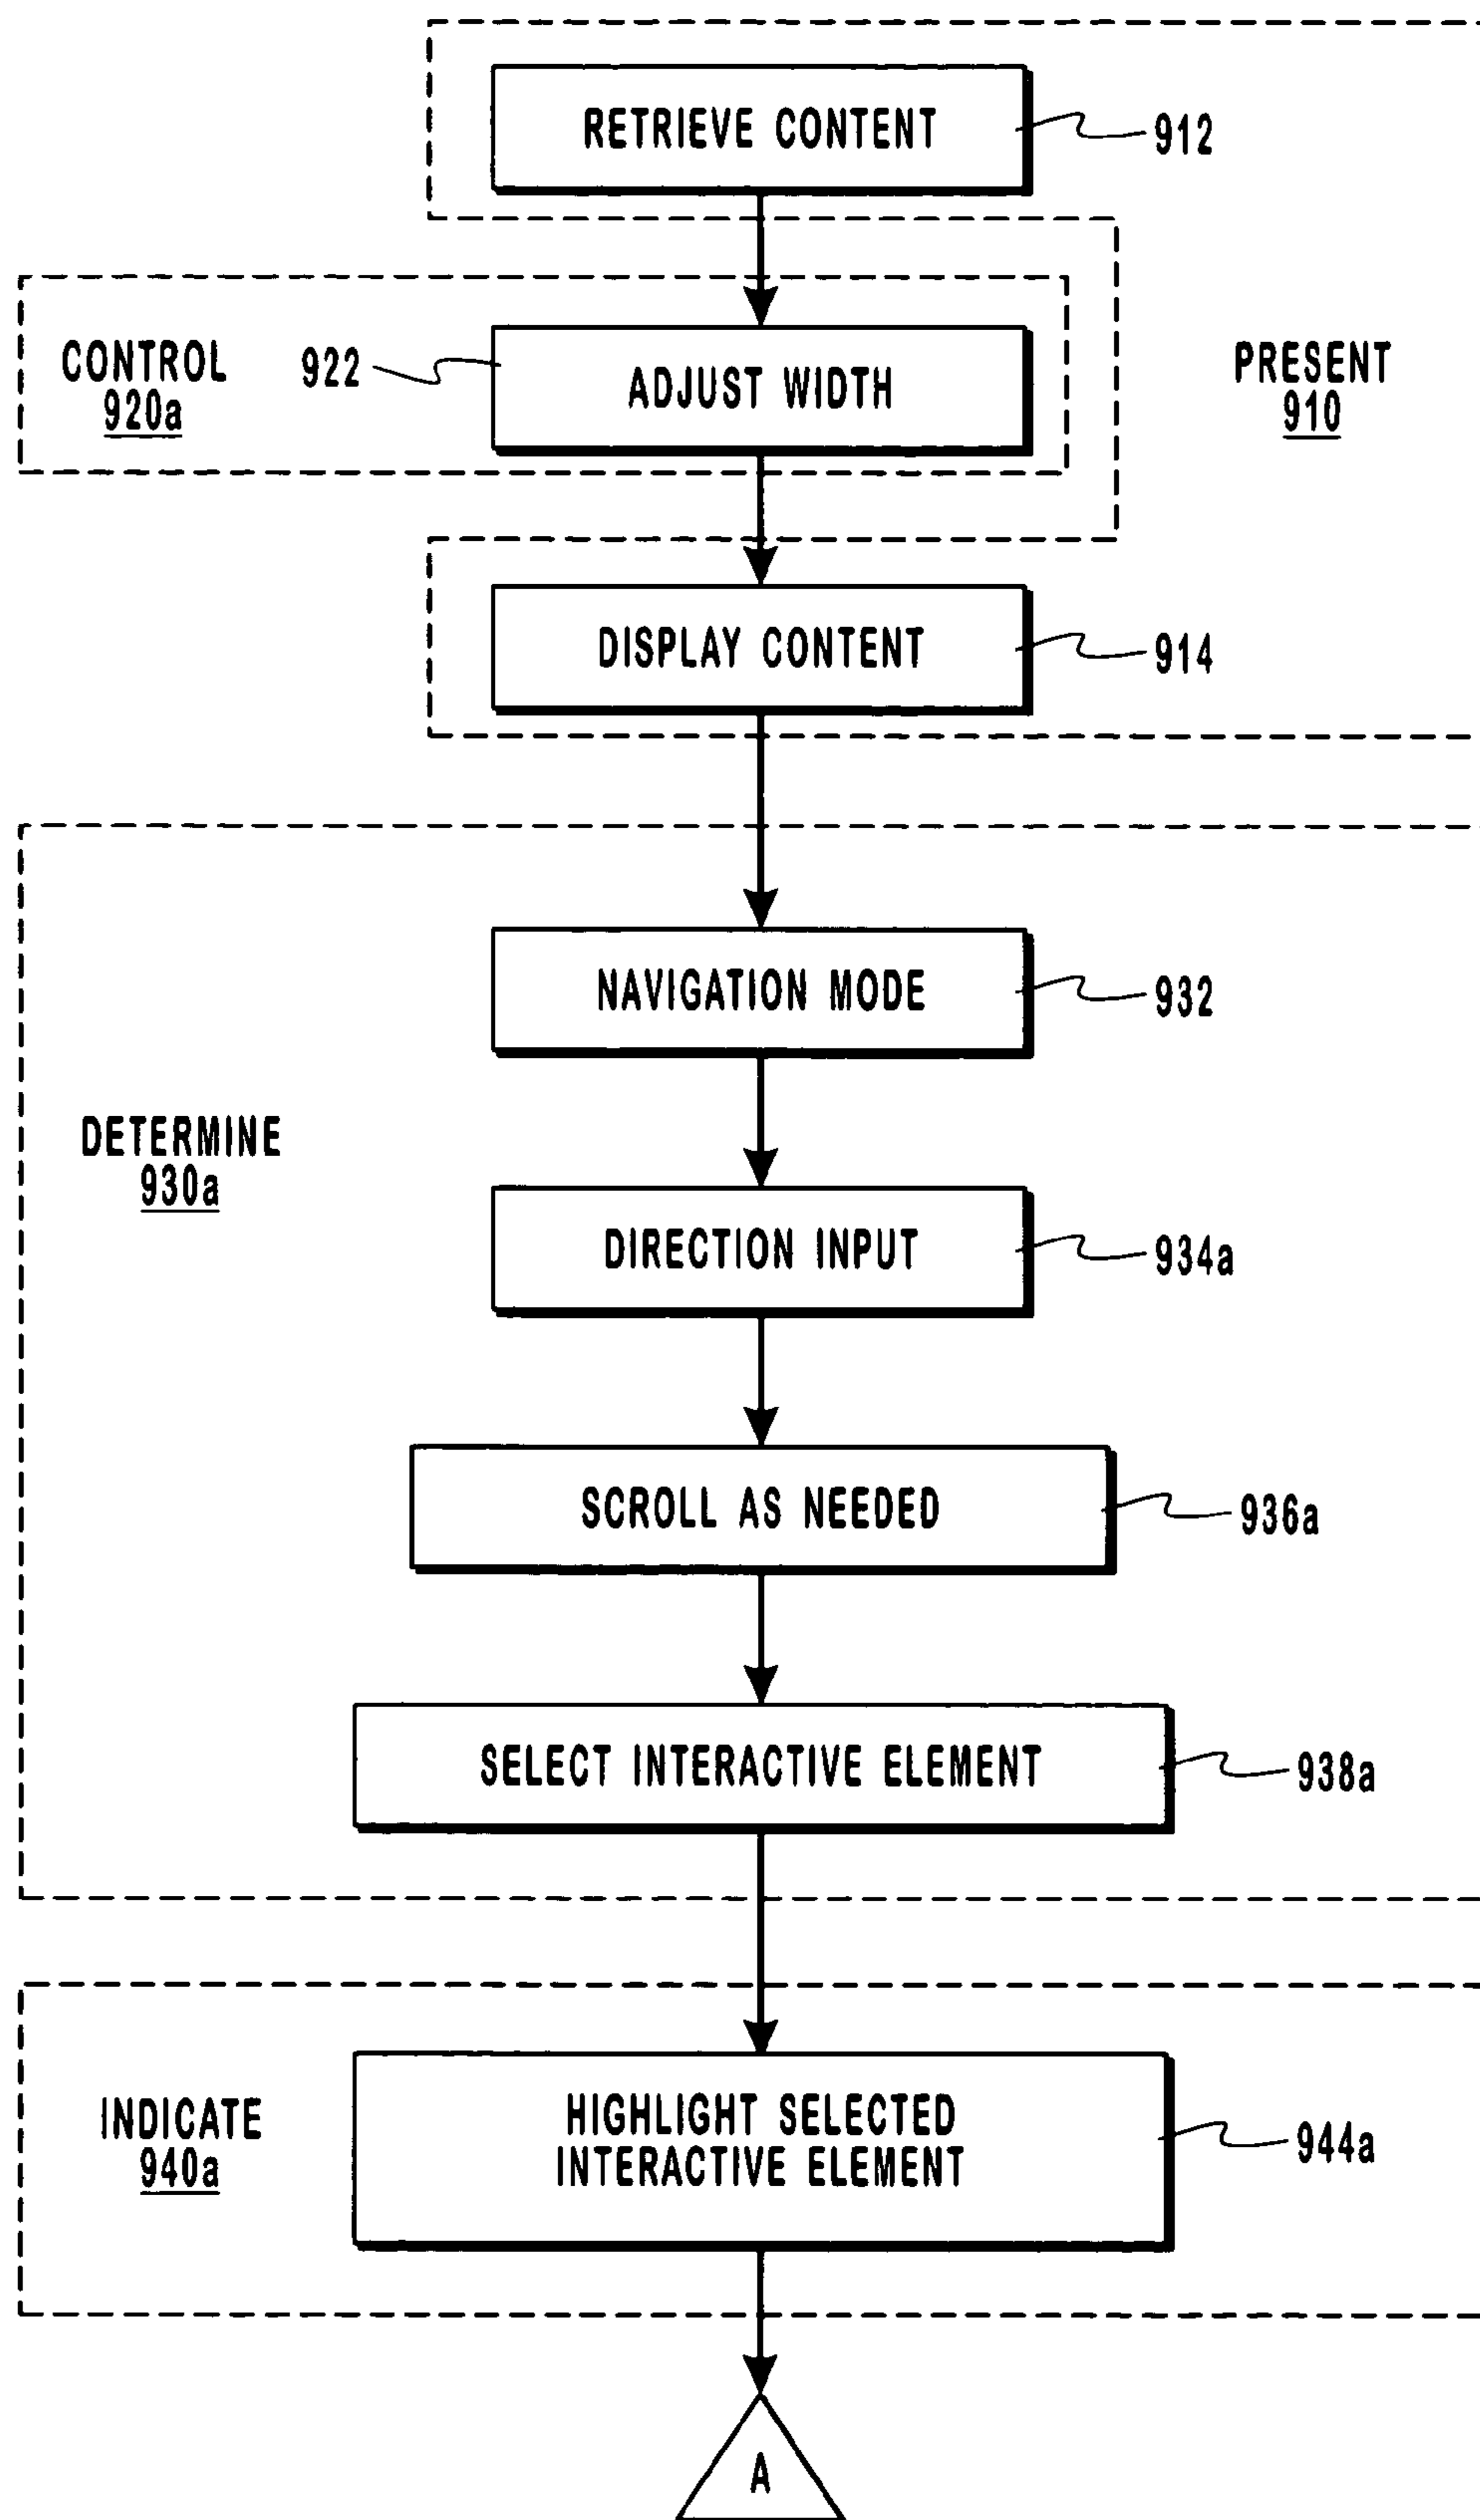 RETRIEVE CONTENT
912
CONTROL
920a
922
ADJUST WIDTH
PRESENT
910
DISPLAY CONTENT
914
NAVIGATION MODE
932
DETERMINE
930a
DIRECTION INPUT
934a
SCROLL AS NEEDED
936a
SELECT INTERACTIVE ELEMENT
938a
INDICATE
940a
HIGHLIGHT SELECTED
INTERACTIVE ELEMENT
944a
A